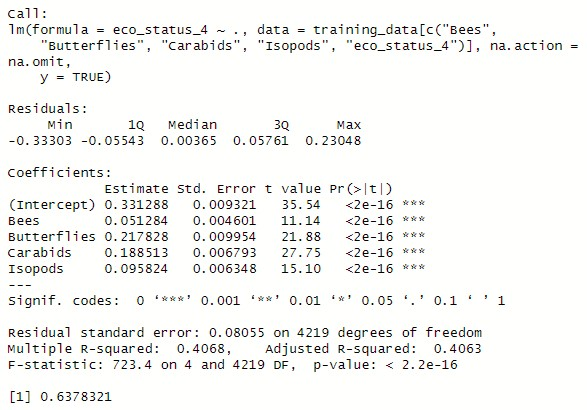 Call:
lm(formula = eco_status_4 ~ ., data = training_data[c("Bees",
    "Butterflies", "Carabids", "Isopods", "eco_status_4")], na.action =
na.omit,
    y = TRUE)

Residuals:
     Min       1Q   Median       3Q      Max
-0.33303 -0.05543  0.00365  0.05761  0.23048

Coefficients:
            Estimate Std. Error t value Pr(>|t|)
(Intercept) 0.331288   0.009321   35.54   <2e-16 ***
Bees        0.051284   0.004601   11.14   <2e-16 ***
Butterflies 0.217828   0.009954   21.88   <2e-16 ***
Carabids    0.188513   0.006793   27.75   <2e-16 ***
Isopods     0.095824   0.006348   15.10   <2e-16 ***
---
Signif. codes:  0 ‘***’ 0.001 ‘**’ 0.01 ‘*’ 0.05 ‘.’ 0.1 ‘ ’ 1

Residual standard error: 0.08055 on 4219 degrees of freedom
Multiple R-squared:  0.4068,    Adjusted R-squared:  0.4063
F-statistic: 723.4 on 4 and 4219 DF,  p-value: < 2.2e-16

[1] 0.6378321